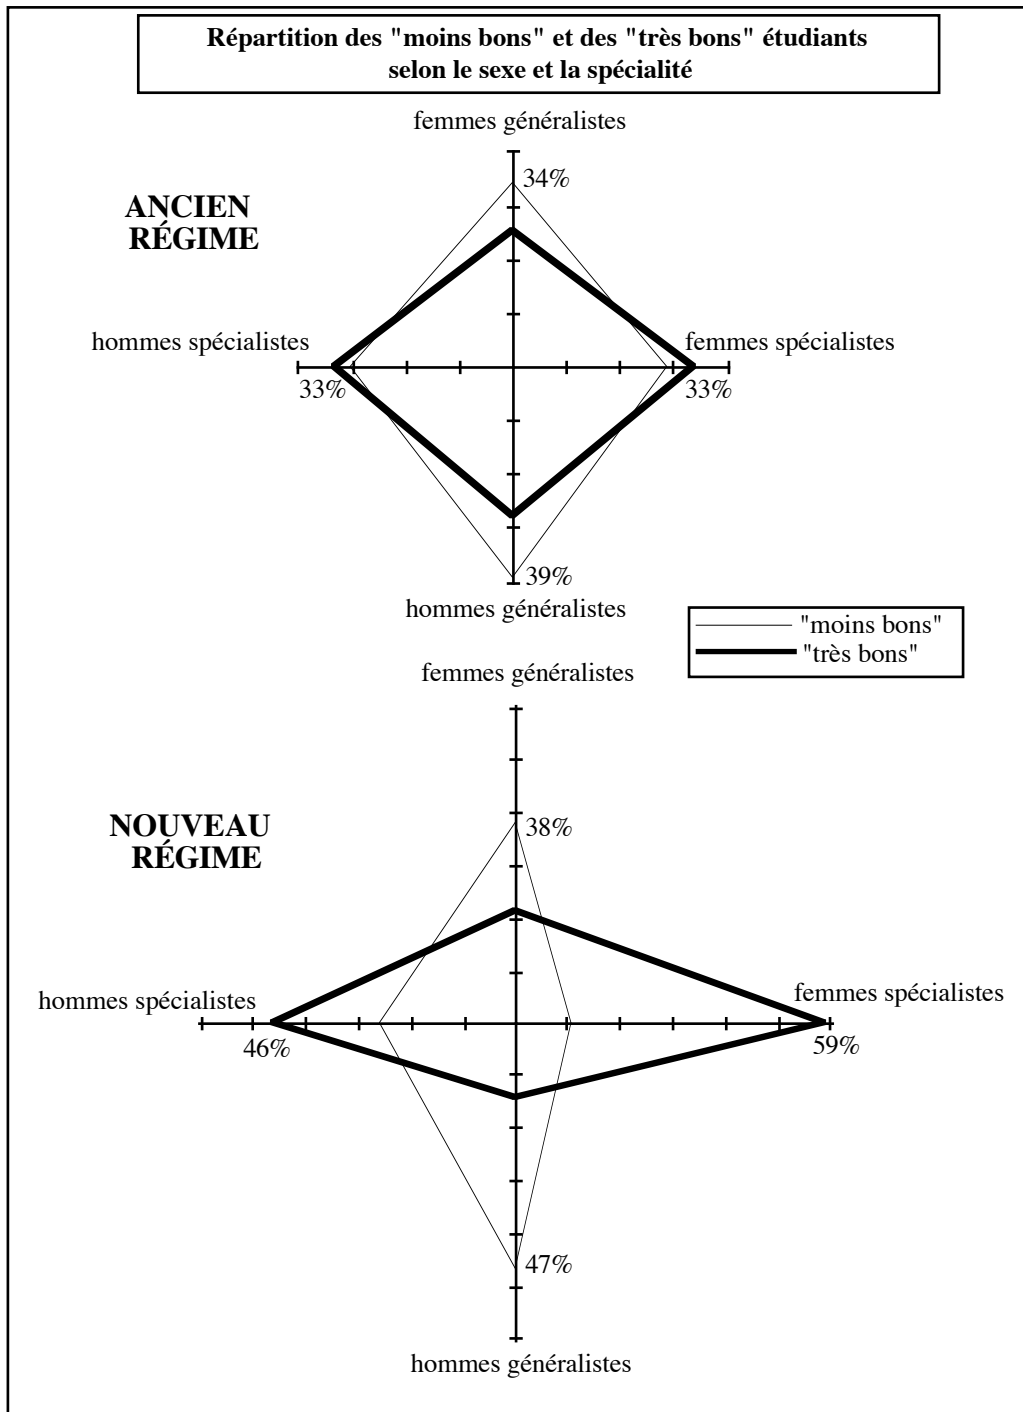 Répartition des "moins bons" et des "très bons" étudiants
selon le sexe et la spécialité
femmes généralistes
34%
ANCIEN
RÉGIME
hommes spécialistes
femmes spécialistes
33%
33%
39%
hommes généralistes
"moins bons"
"très bons"
femmes généralistes
NOUVEAU
RÉGIME
38%
hommes spécialistes
femmes spécialistes
46%
59%
47%
hommes généralistes